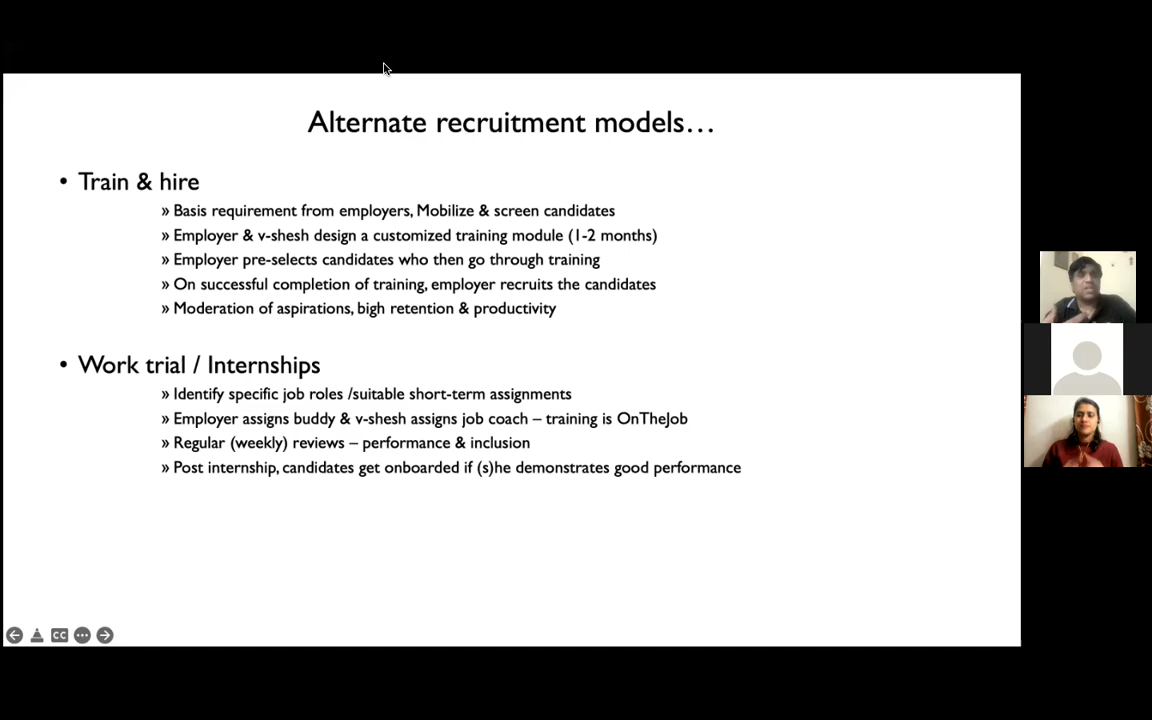 Alternate recruitment models…
• Train & hire
» Basis requirement from employers, Mobilize & screen candidates
» Employer & v-shesh design a customized training module (1-2 months)
» Employer pre-selects candidates who then go through training
» On successful completion of training, employer recruits the candidates
» Moderation of aspirations, bigh retention & productivity
• Work trial / Internships
» Identify specific job roles /suitable short-term assignments
» Employer assigns buddy & v-shesh assigns job coach – training is OnTheJob
» Regular (weekly) reviews – performance & inclusion
» Post internship, candidates get onboarded if (s)he demonstrates good performance
CC